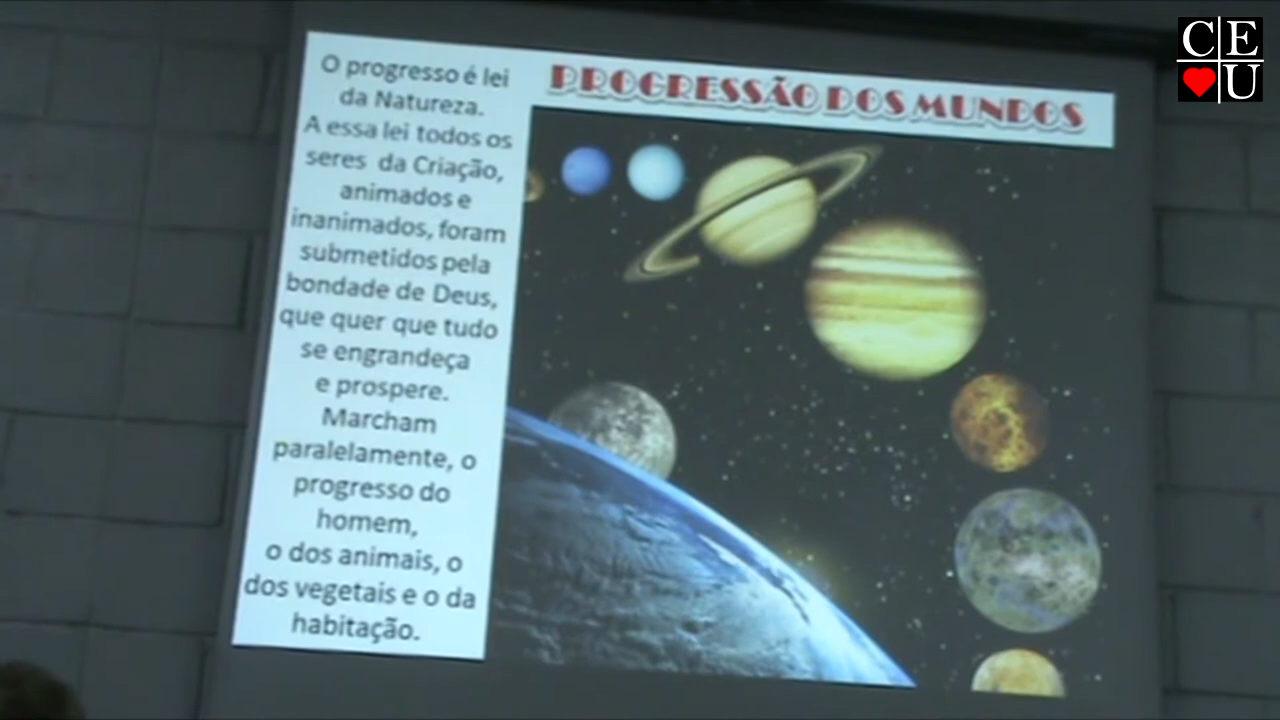 O progresso é lei
da Natureza.
A essa lei todos os
seres da Criação,
animados e
inanimados, foram
submetidos pela
bondade de Deus,
que quer que tudo
se engrandeça
e prospere.
Marcham
paralelamente, o
progresso do
homem,
o dos animais, o
dos vegetais e o da
habitação.
PROGRESSÃO DOS MUNDOS
CE
U